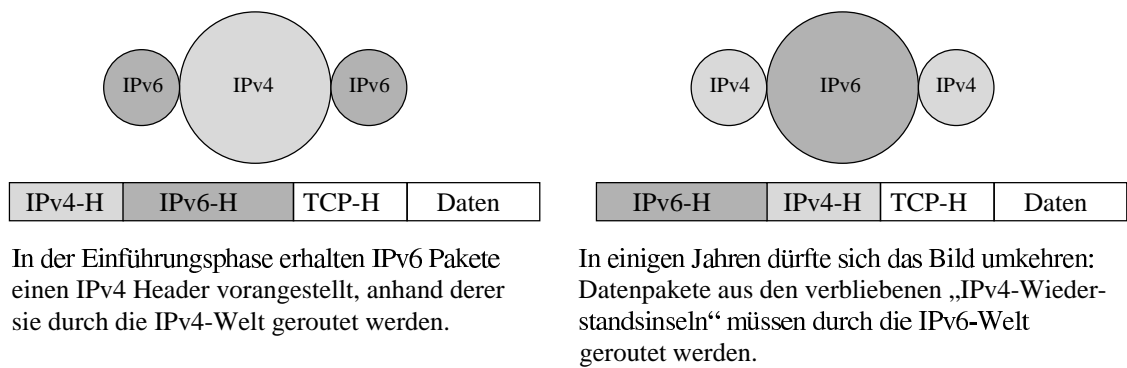 IPv6 IPv4 IPv6
IPv4-H IPv6-H TCP-H Daten
In der Einführungsphase erhalten IPv6 Pakete
einen IPv4 Header vorangestellt, anhand derer
sie durch die IPv4-Welt geroutet werden.
IPv4 IPv6 IPv4
IPv6-H IPv4-H TCP-H Daten
In einigen Jahren dürfte sich das Bild umkehren:
Datenpakete aus den verbliebenen „IPv4-Wieder-
standsinseln“ müssen durch die IPv6-Welt
geroutet werden.